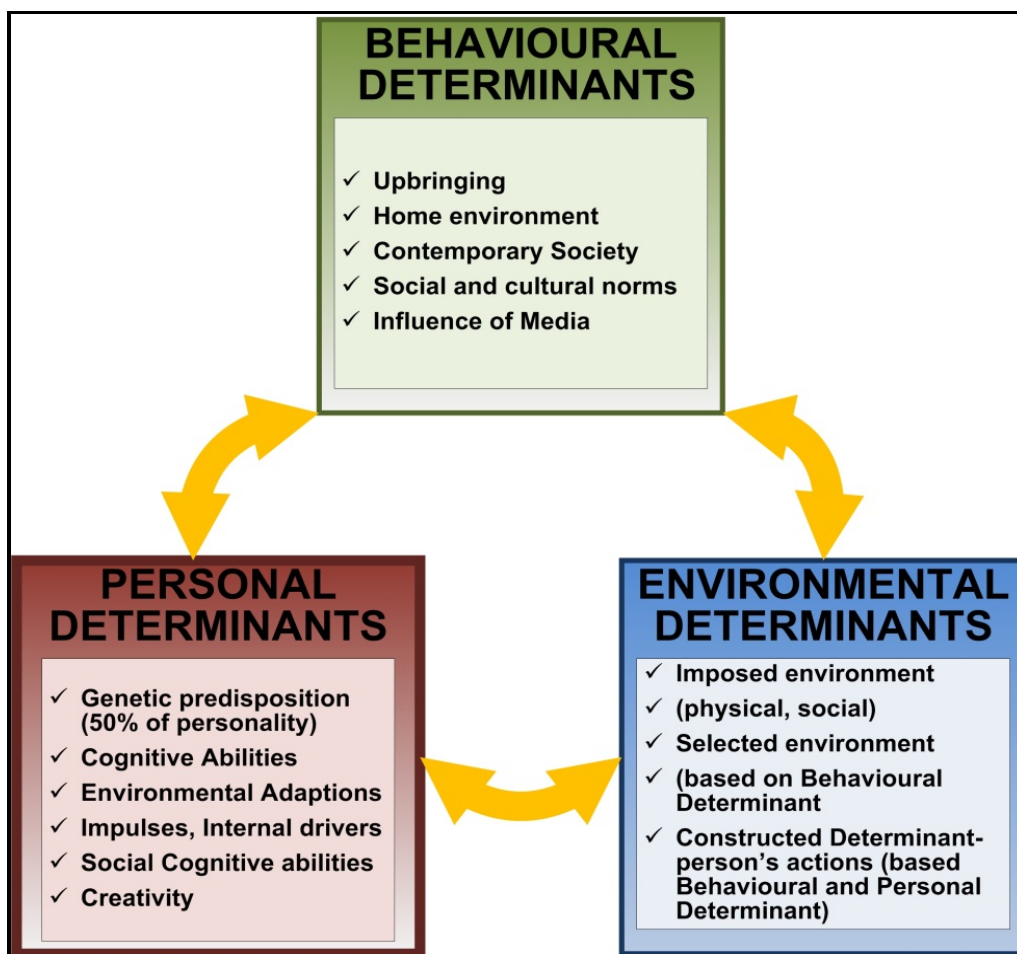 BEHAVIOURAL
DETERMINANTS
✓ Upbringing
✓ Home environment
✓ Contemporary Society
✓ Social and cultural norms
✓ Influence of Media
PERSONAL
DETERMINANTS
✓ Genetic predisposition
(50% of personality)
✓ Cognitive Abilities
✓ Environmental Adaptions
✓ Impulses, Internal drivers
✓ Social Cognitive abilities
✓ Creativity
ENVIRONMENTAL
DETERMINANTS
✓ Imposed environment
✓ (physical, social)
✓ Selected environment
✓ (based on Behavioural
Determinant
✓ Constructed Determinant-
person's actions (based
Behavioural and Personal
Determinant)